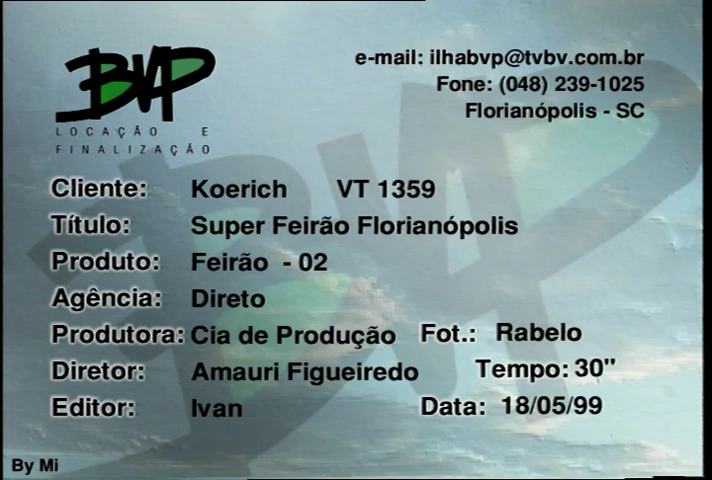 BVP
LOCAÇÃO E
FINALIZAÇÃO
e-mail: ilhabvp@tvbv.com.br
Fone: (048) 239-1025
Florianópolis - SC
Cliente: Koerich VT 1359
Título: Super Feirão Florianópolis
Produto: Feirão - 02
Agência: Direto
Produtora: Cia de Produção Fot.: Rabelo
Diretor: Amauri Figueiredo Tempo: 30"
Editor: Ivan Data: 18/05/99
By Mi